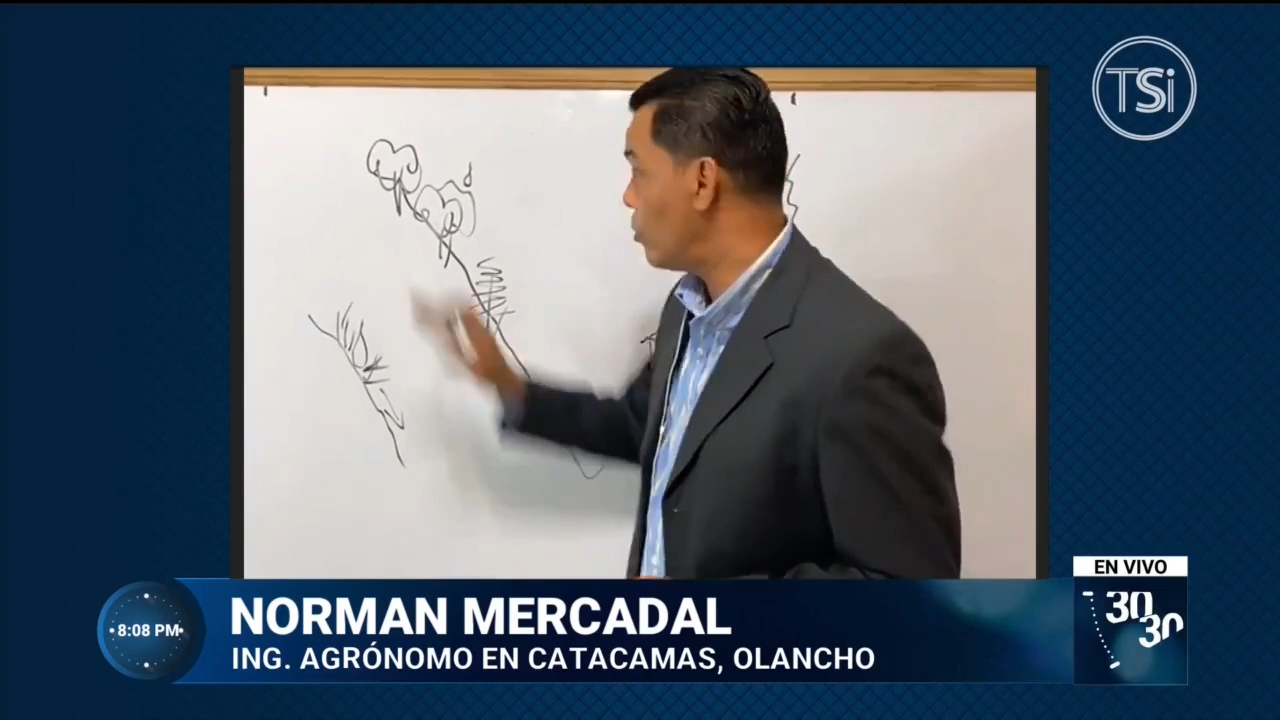 TSi
NORMAN MERCADAL
ING. AGRÓNOMO EN CATACAMAS, OLANCHO
8:08 PM
EN VIVO
30
30